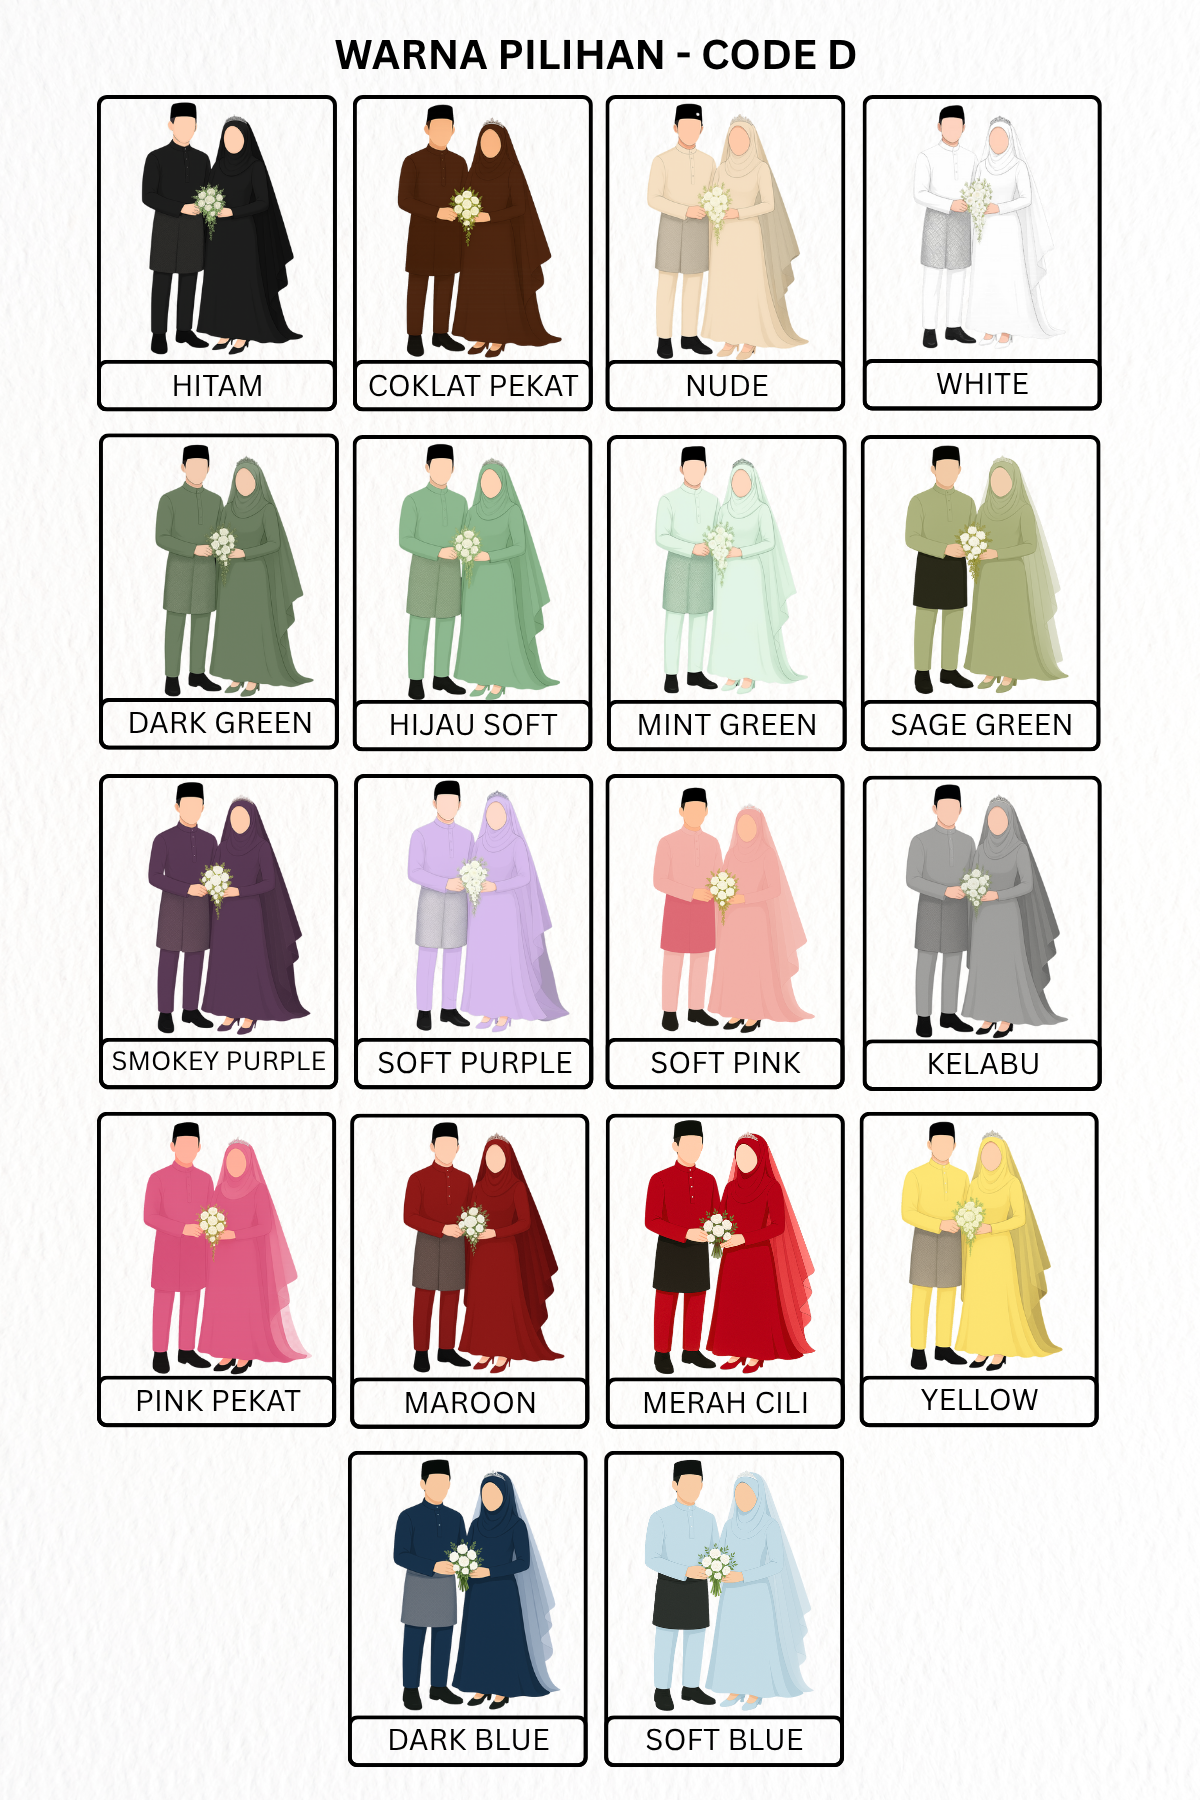 WARNA PILIHAN - CODE D
HITAM
COKLAT PEKAT
NUDE
WHITE
DARK GREEN
HIJAU SOFT
MINT GREEN
SAGE GREEN
SMOKEY PURPLE
SOFT PURPLE
SOFT PINK
KELABU
PINK PEKAT
MAROON
MERAH CILI
YELLOW
DARK BLUE
SOFT BLUE